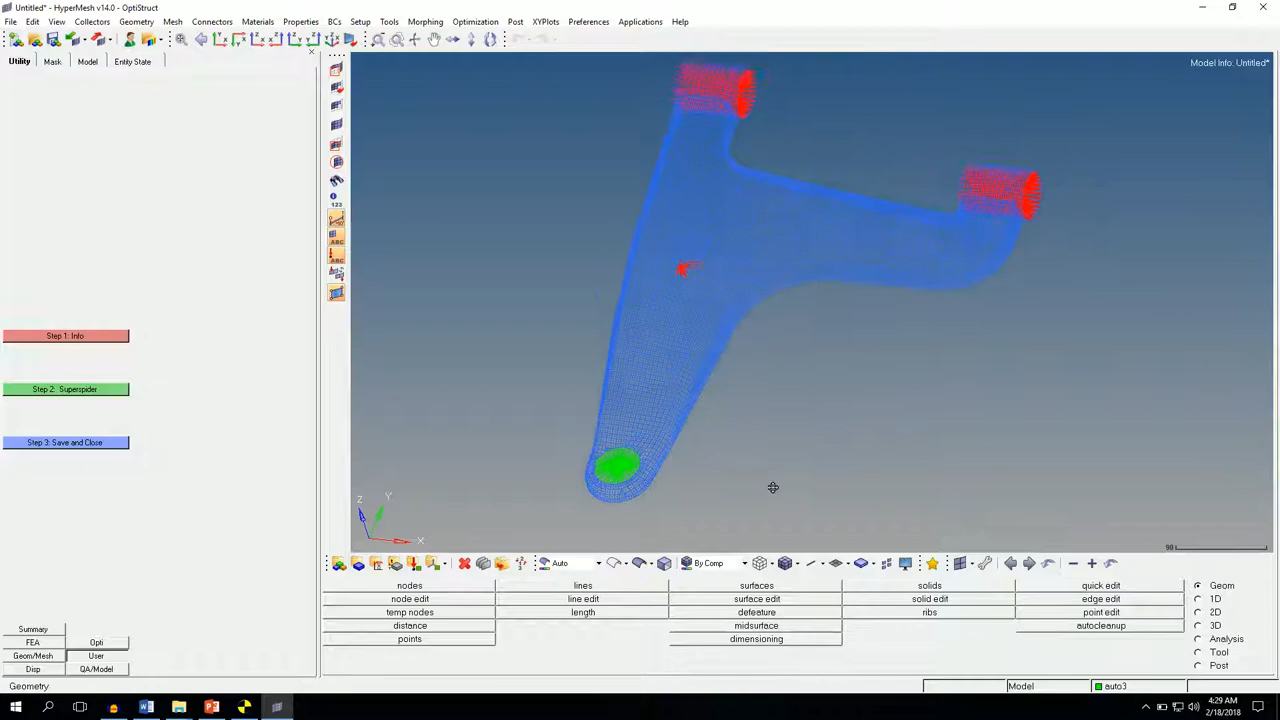 Untitled* - HyperMesh v14.0 - OptiStruct
File Edit View Collectors Geometry Mesh Connectors Materials Properties BCs Setup Tools Morphing Optimization Post XYPlots Preferences Applications Help
Utility Mask Model Entity State
Model Info: Untitled*
123
ABC
ABC
Step 1: Info
Step 2: Superspider
Step 3: Save and Close
Z Y X
90
Auto By Comp
nodes lines surfaces solids quick edit Geom
node edit line edit surface edit solid edit edge edit 1D
temp nodes length defeature ribs point edit 2D
distance midsurface autocleanup 3D
points dimensioning Analysis
Tool
Post
Summary
FEA Opti
Geom/Mesh User
Disp QA/Model
Geometry Model auto3
4:29 AM
2/18/2018